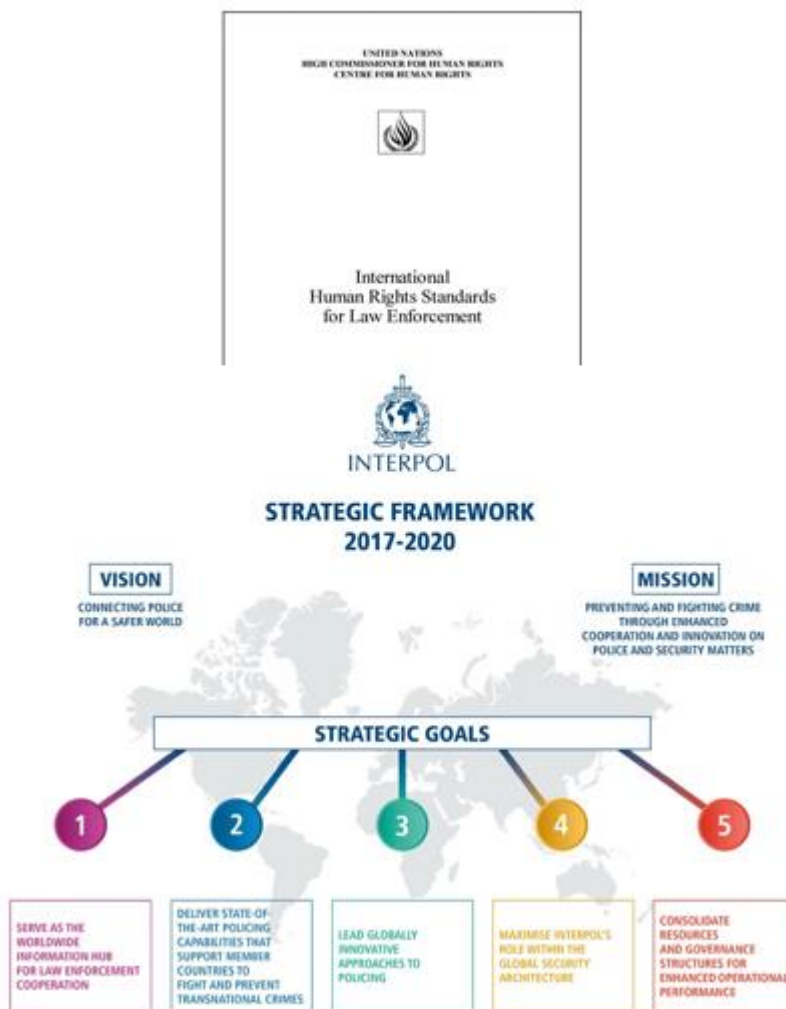 UNITED NATIONS
HIGH COMMISSIONER FOR HUMAN RIGHTS
CENTRE FOR HUMAN RIGHTS
International
Human Rights Standards
for Law Enforcement
INTERPOL
STRATEGIC FRAMEWORK
2017-2020
VISION
CONNECTING POLICE
FOR A SAFER WORLD
MISSION
PREVENTING AND FIGHTING CRIME
THROUGH ENHANCED
COOPERATION AND INNOVATION ON
POLICE AND SECURITY MATTERS
STRATEGIC GOALS
1
2
3
4
5
SERVE AS THE
WORLDWIDE
INFORMATION HUB
FOR LAW ENFORCEMENT
COOPERATION
DELIVER STATE-OF-
THE-ART POLICING
CAPABILITIES THAT
SUPPORT MEMBER
COUNTRIES TO
FIGHT AND PREVENT
TRANSNATIONAL CRIMES
LEAD GLOBALLY
INNOVATIVE
APPROACHES TO
POLICING
MAXIMISE INTERPOL'S
ROLE WITHIN THE
GLOBAL SECURITY
ARCHITECTURE
CONSOLIDATE
RESOURCES
AND GOVERNANCE
STRUCTURES FOR
ENHANCED OPERATIONAL
PERFORMANCE